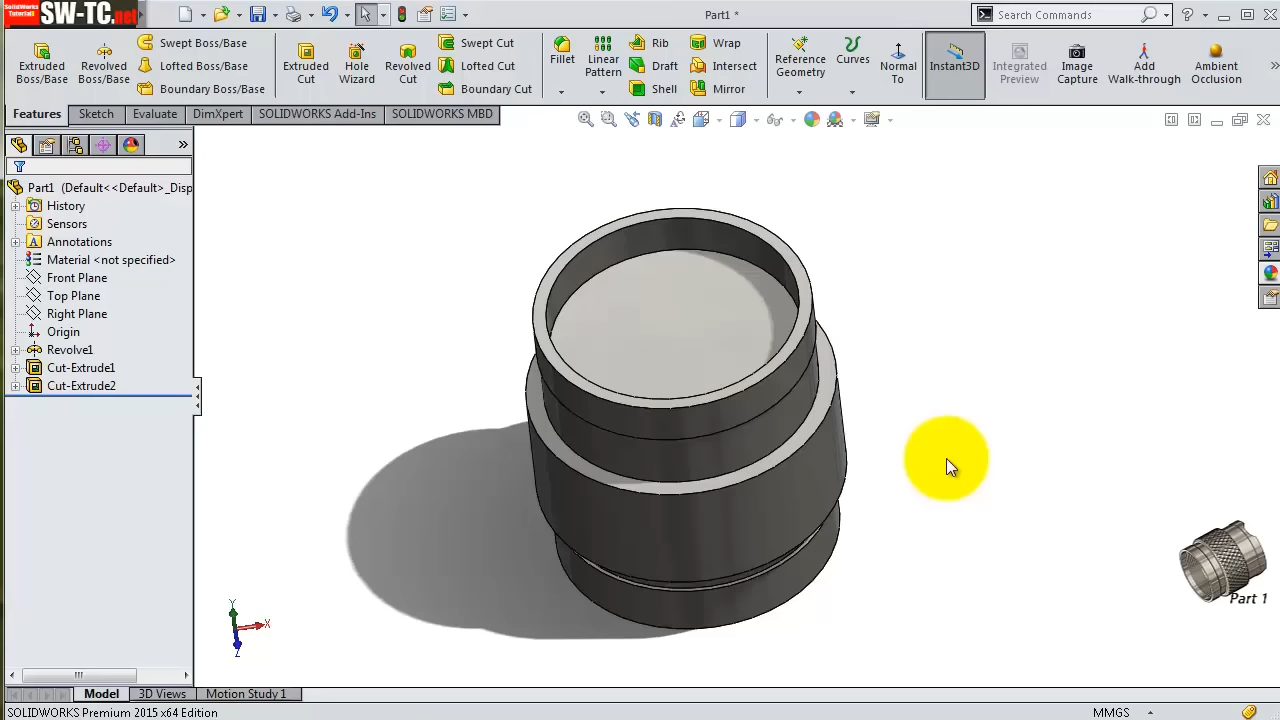 SolidWorks
Tutorial!
SW-TC.net
Part1 *
Search Commands
Extruded Boss/Base
Revolved Boss/Base
Swept Boss/Base
Lofted Boss/Base
Boundary Boss/Base
Extruded Cut
Hole Wizard
Revolved Cut
Swept Cut
Lofted Cut
Boundary Cut
Fillet
Linear Pattern
Rib
Draft
Shell
Wrap
Intersect
Mirror
Reference Geometry
Curves
Normal To
Instant3D
Integrated Preview
Image Capture
Add Walk-through
Ambient Occlusion
Features
Sketch
Evaluate
DimXpert
SOLIDWORKS Add-Ins
SOLIDWORKS MBD
Part1 (Default<<Default>_Disp
History
Sensors
Annotations
Material <not specified>
Front Plane
Top Plane
Right Plane
Origin
Revolve1
Cut-Extrude1
Cut-Extrude2
Y
X
Z
Part 1
Model
3D Views
Motion Study 1
SOLIDWORKS Premium 2015 x64 Edition
MMGS